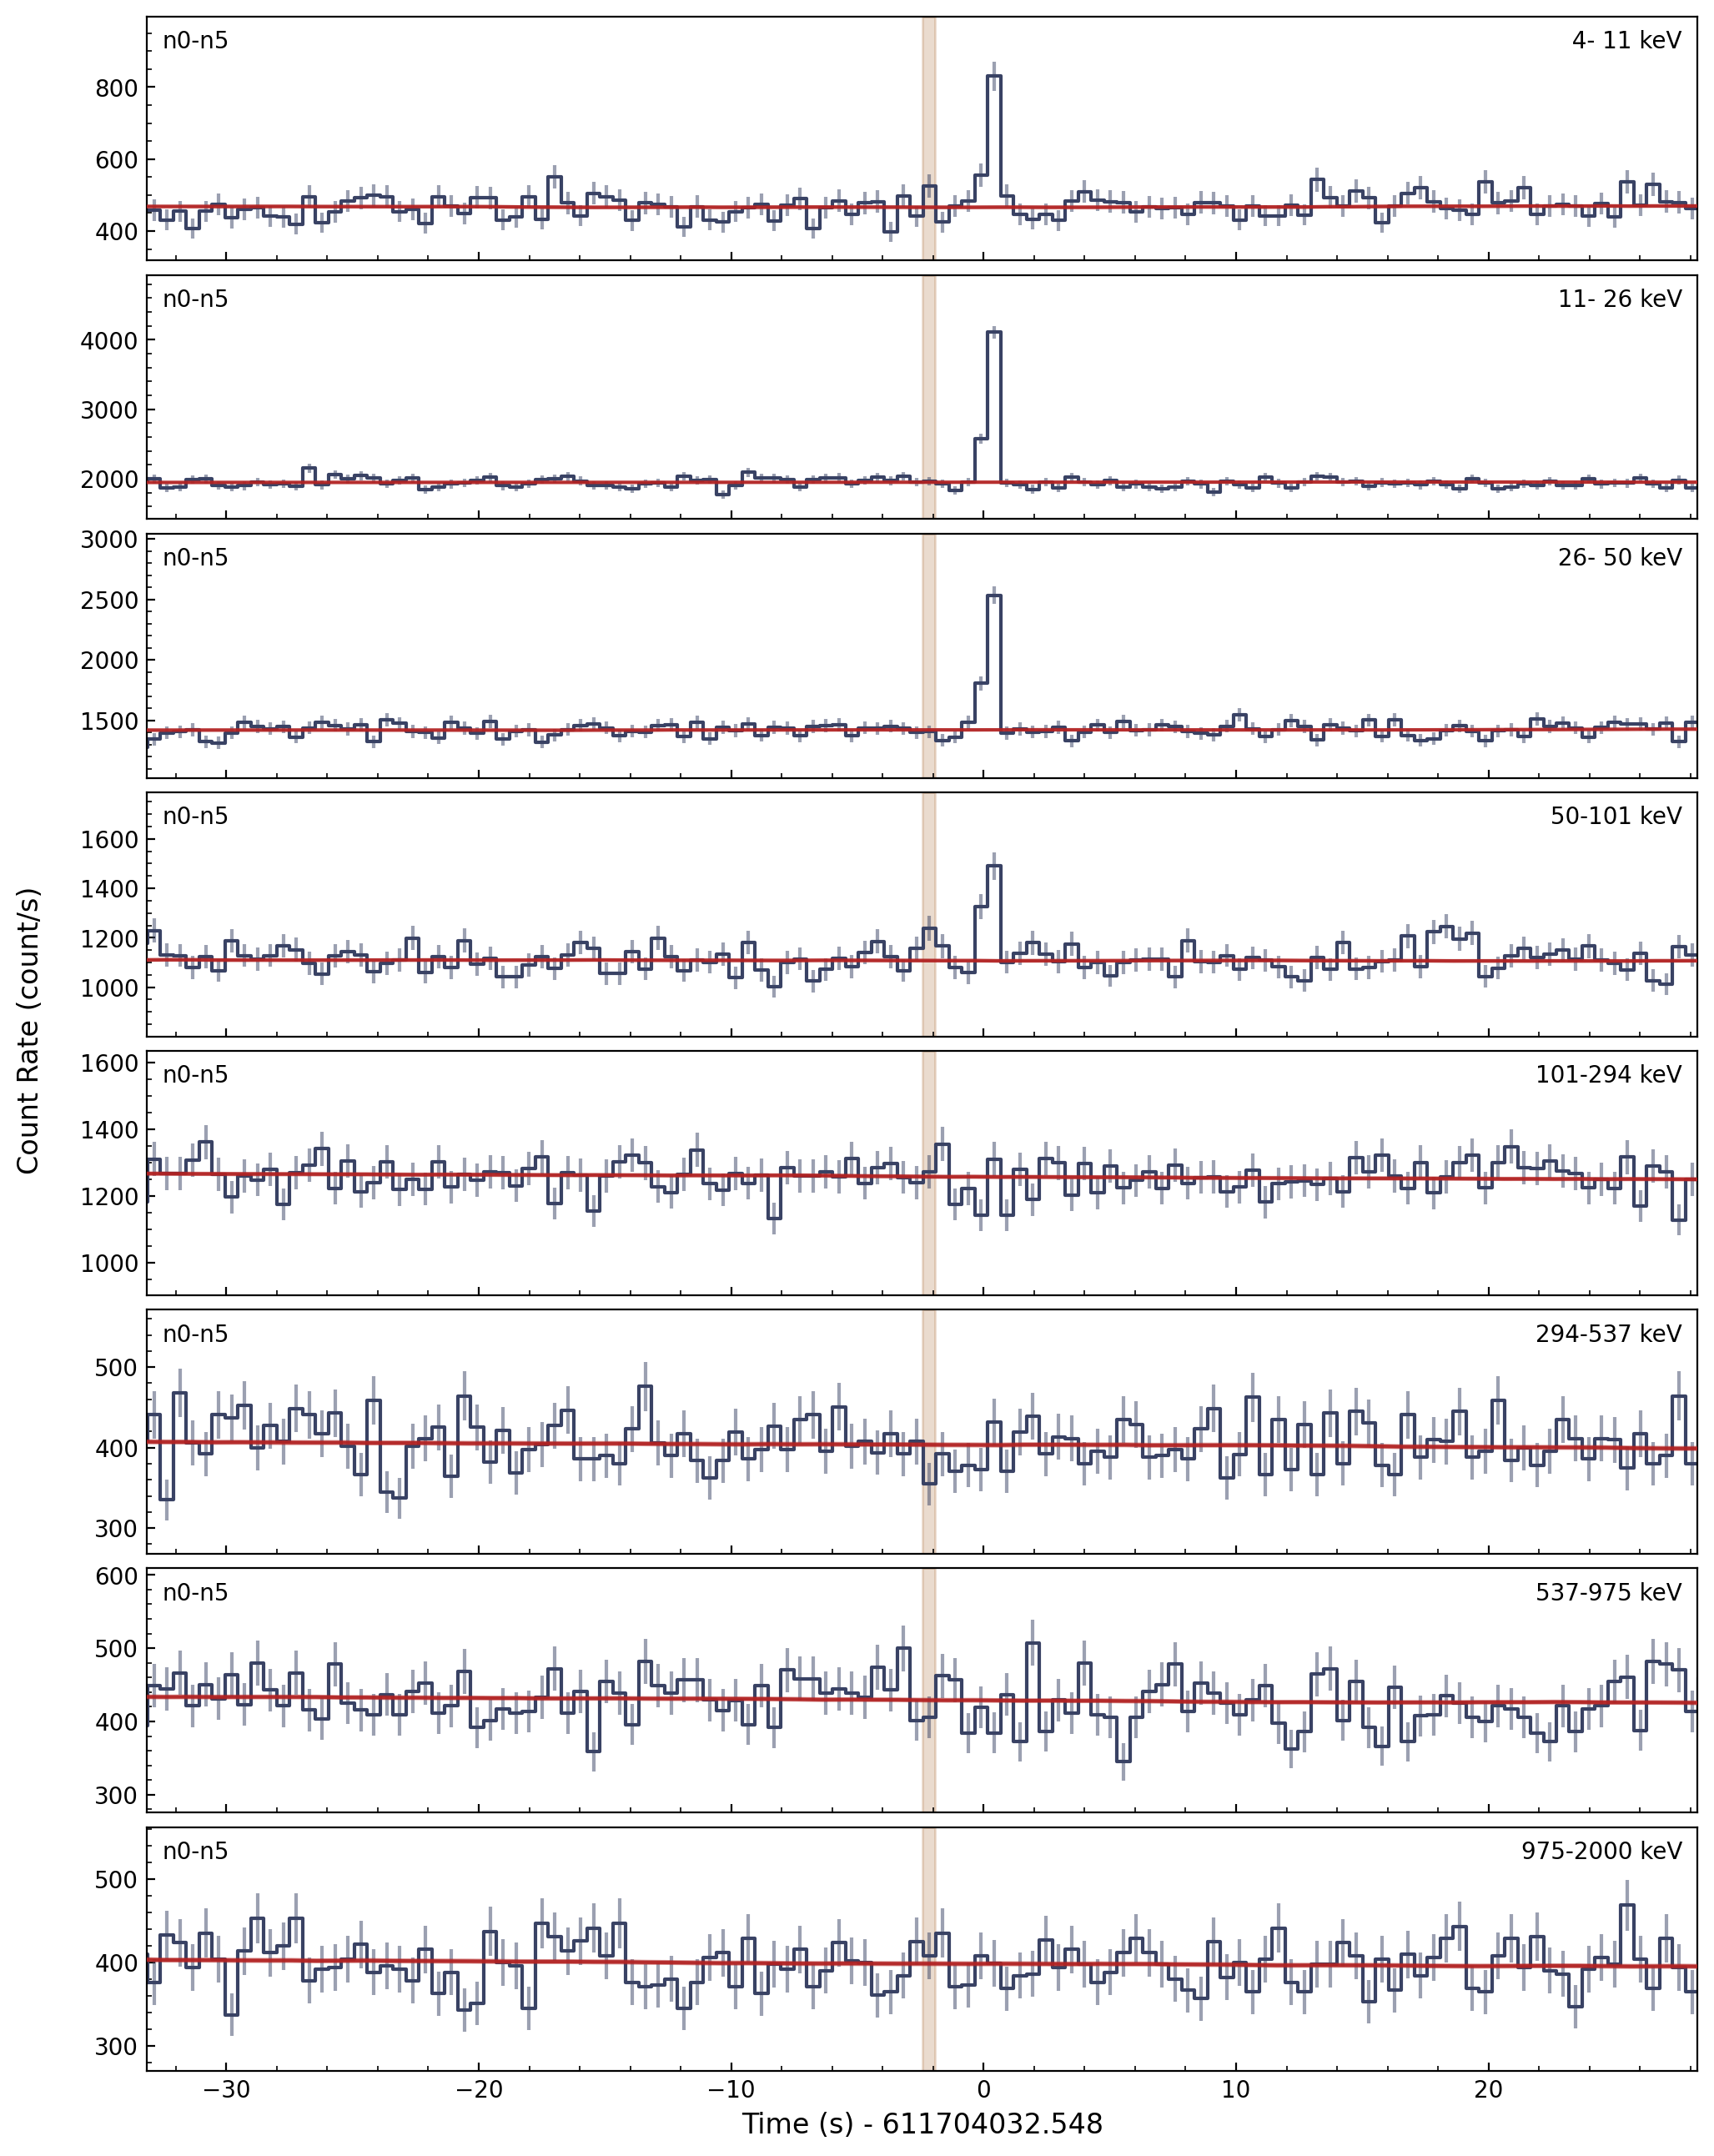 n0-n5 4- 11 keV
800
600
400
n0-n5 11- 26 keV
4000
3000
2000
3000
n0-n5 26- 50 keV
2500
2000
1500
n0-n5 50-101 keV
1600
1400
1200
1000
1600
n0-n5 101-294 keV
1400
1200
1000
n0-n5 294-537 keV
500
400
300
600
n0-n5 537-975 keV
500
400
300
n0-n5 975-2000 keV
500
400
300
−30 −20 −10 0 10 20
Time (s) - 611704032.548
Count Rate (count/s)